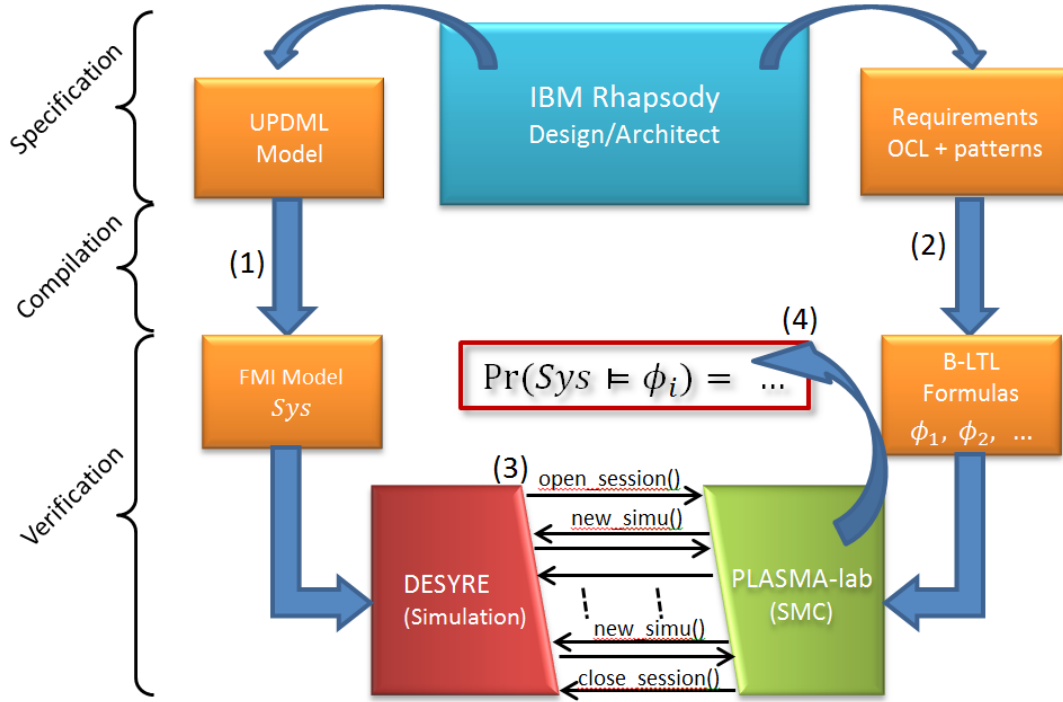 Specification
Compilation
Verification
UPDML
Model
IBM Rhapsody
Design/Architect
Requirements
OCL + patterns
(1)
(2)
FMI Model
Sys
(4)
Pr(Sys ⊨ ϕᵢ) = ...
B-LTL
Formulas
ϕ₁, ϕ₂, ...
(3)
open_session()
new_simu()
DESYRE
(Simulation)
PLASMA-lab
(SMC)
new_simu()
close_session()